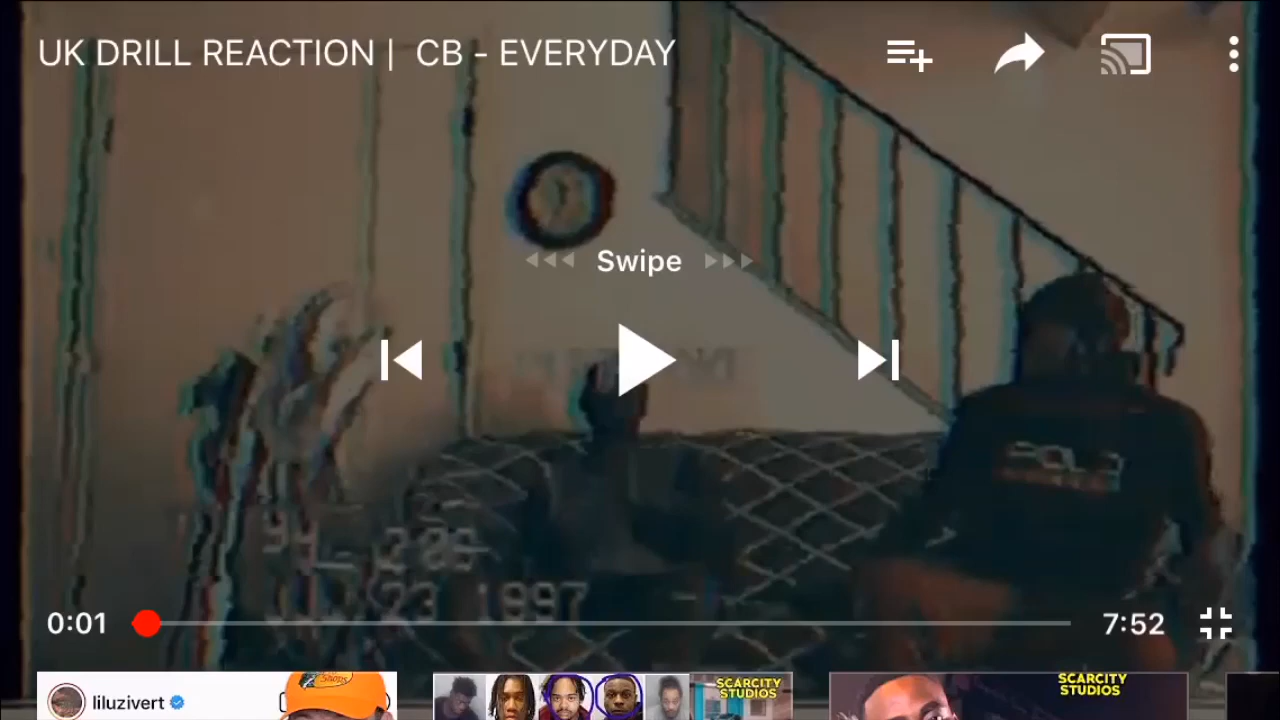 UK DRILL REACTION | CB - EVERYDAY
Swipe
23 1997
0:01
7:52
liluzivert
SCARCITY
STUDIOS
SCARCITY
STUDIOS